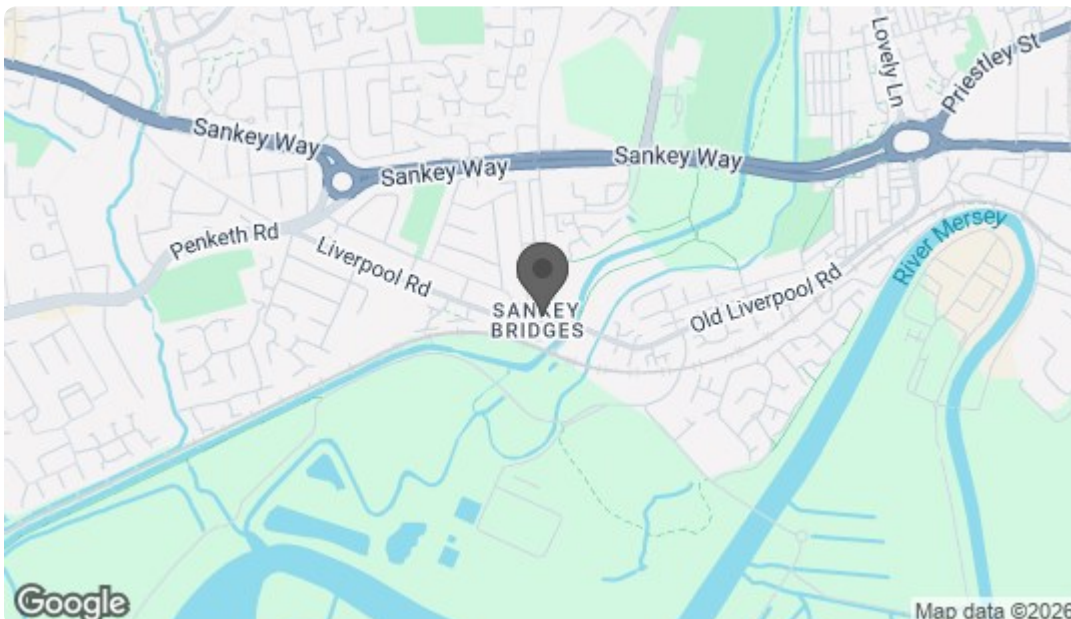 Lovely Ln
Priestley St
Sankey Way
Sankey Way
Sankey Way
Penketh Rd
Liverpool Rd
River Mersey
SANKEY
BRIDGES
Old Liverpool Rd
Google
Map data ©2026